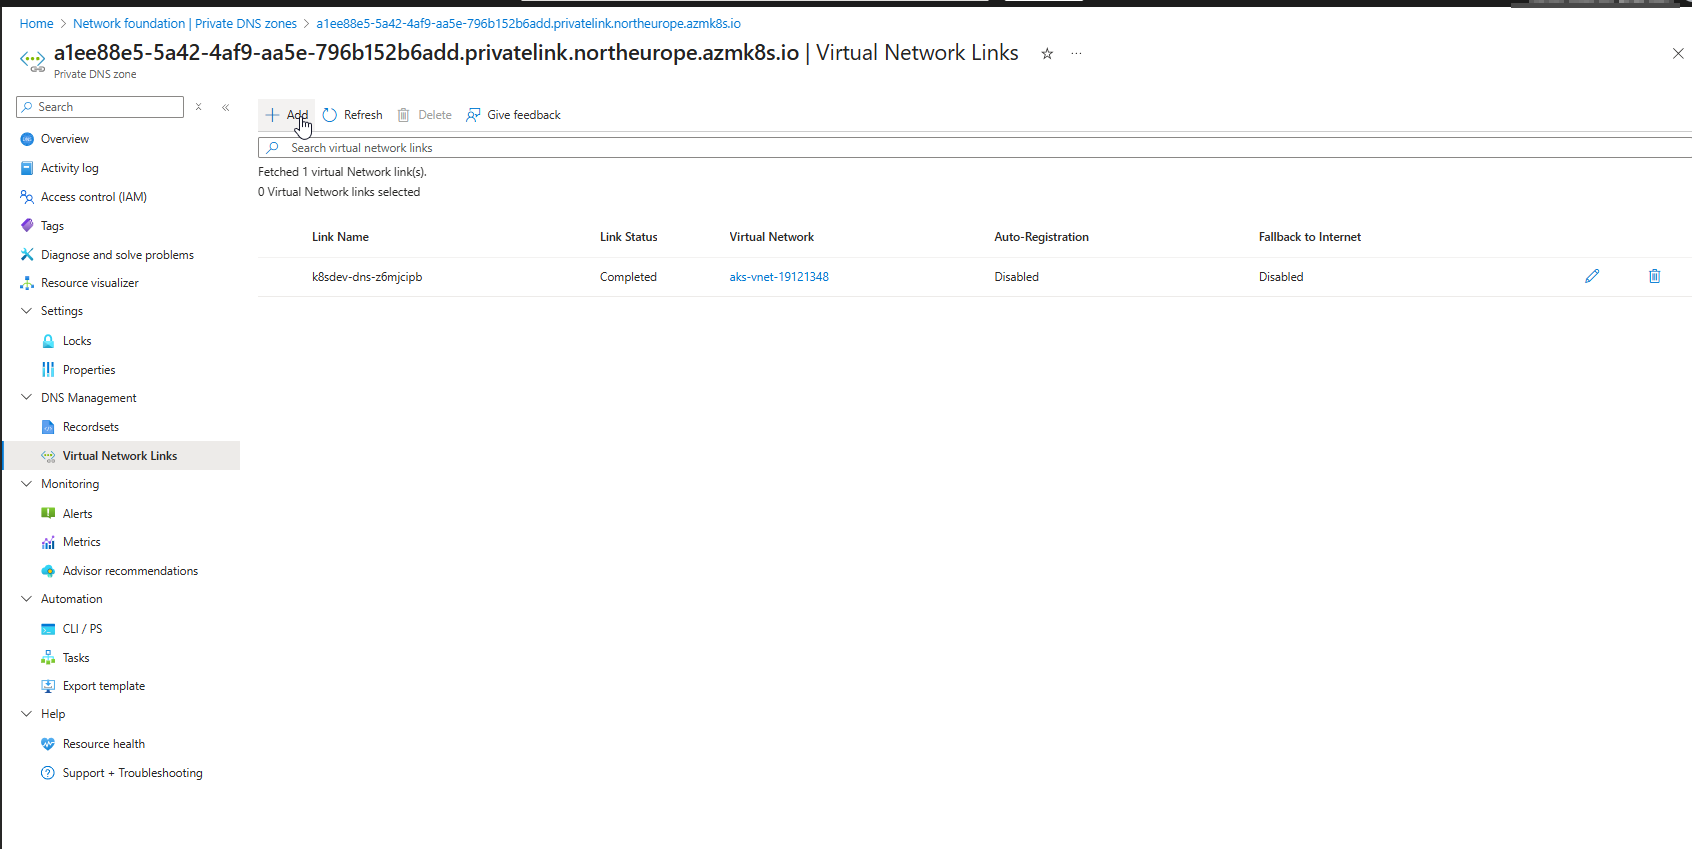 Home > Network foundation | Private DNS zones > a1ee88e5-5a42-4af9-aa5e-796b152b6add.privatelink.northeurope.azmk8s.io
a1ee88e5-5a42-4af9-aa5e-796b152b6add.privatelink.northeurope.azmk8s.io | Virtual Network Links
Private DNS zone
Search
Add Refresh Delete Give feedback
Search virtual network links
Fetched 1 virtual Network link(s).
0 Virtual Network links selected
Link Name Link Status Virtual Network Auto-Registration Fallback to Internet
k8sdev-dns-z6mjcipb Completed aks-vnet-19121348 Disabled Disabled
Overview
Activity log
Access control (IAM)
Tags
Diagnose and solve problems
Resource visualizer
Settings
Locks
Properties
DNS Management
Recordsets
Virtual Network Links
Monitoring
Alerts
Metrics
Advisor recommendations
Automation
CLI / PS
Tasks
Export template
Help
Resource health
Support + Troubleshooting